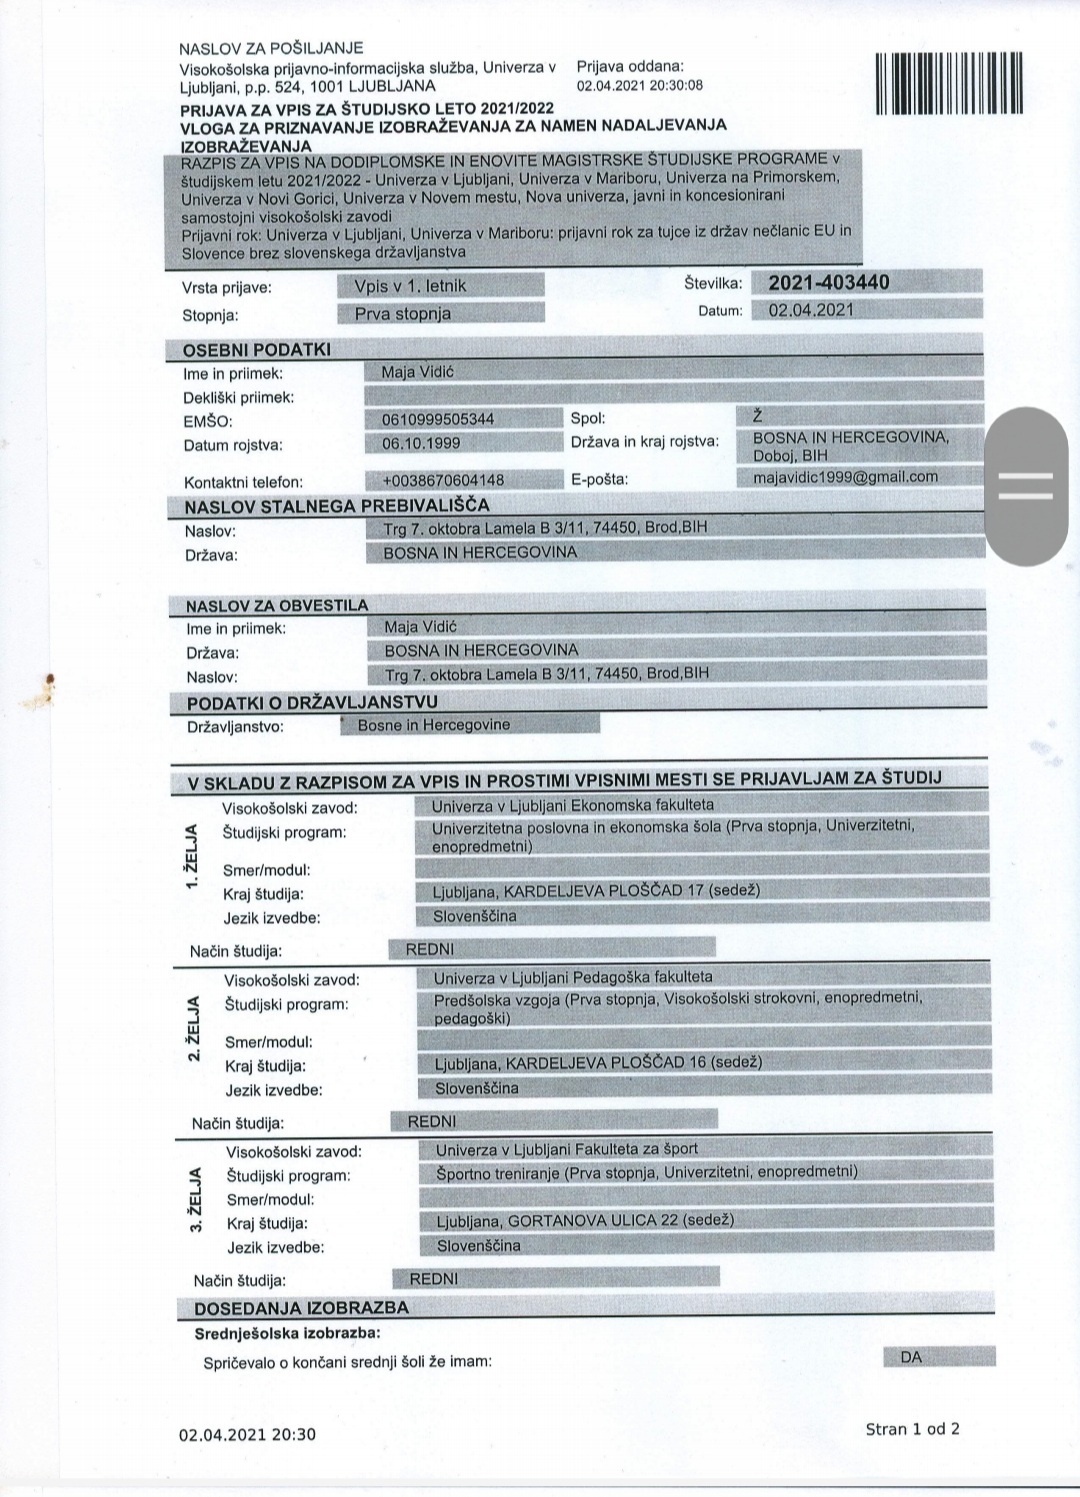 NASLOV ZA POŠILJANJE
Visokošolska prijavno-informacijska služba, Univerza v
Ljubljani, p.p. 524, 1001 LJUBLJANA
Prijava oddana:
02.04.2021 20:30:08
PRIJAVA ZA VPIS ZA ŠTUDIJSKO LETO 2021/2022
VLOGA ZA PRIZNAVANJE IZOBRAŽEVANJA ZA NAMEN NADALJEVANJA
IZOBRAŽEVANJA
RAZPIS ZA VPIS NA DODIPLOMSKE IN ENOVITE MAGISTRSKE ŠTUDIJSKE PROGRAME v
študijskem letu 2021/2022 - Univerza v Ljubljani, Univerza v Mariboru, Univerza na Primorskem,
Univerza v Novi Gorici, Univerza v Novem mestu, Nova univerza, javni in koncesionirani
samostojni visokošolski zavodi
Prijavni rok: Univerza v Ljubljani, Univerza v Mariboru: prijavni rok za tujce iz držav nečlanic EU in
Slovence brez slovenskega državljanstva
Vrsta prijave: Vpis v 1. letnik Številka: 2021-403440
Stopnja: Prva stopnja Datum: 02.04.2021
OSEBNI PODATKI
Ime in priimek: Maja Vidić
Dekliški priimek:
EMŠO: 0610999505344 Spol: Ž
Datum rojstva: 06.10.1999 Država in kraj rojstva: BOSNA IN HERCEGOVINA,
Doboj, BIH
Kontaktni telefon: +0038670604148 E-pošta: majavidic1999@gmail.com
NASLOV STALNEGA PREBIVALIŠČA
Naslov: Trg 7. oktobra Lamela B 3/11, 74450, Brod,BIH
Država: BOSNA IN HERCEGOVINA
NASLOV ZA OBVESTILA
Ime in priimek: Maja Vidić
Država: BOSNA IN HERCEGOVINA
Naslov: Trg 7. oktobra Lamela B 3/11, 74450, Brod,BIH
PODATKI O DRŽAVLJANSTVU
Državljanstvo: Bosne in Hercegovine
V SKLADU Z RAZPISOM ZA VPIS IN PROSTIMI VPISNIMI MESTI SE PRIJAVLJAM ZA ŠTUDIJ
1. ŽELJA
Visokošolski zavod: Univerza v Ljubljani Ekonomska fakulteta
Študijski program: Univerzitetna poslovna in ekonomska šola (Prva stopnja, Univerzitetni,
enopredmetni)
Smer/modul:
Kraj študija: Ljubljana, KARDELJEVA PLOŠČAD 17 (sedež)
Jezik izvedbe: Slovenščina
Način študija: REDNI
2. ŽELJA
Visokošolski zavod: Univerza v Ljubljani Pedagoška fakulteta
Študijski program: Predšolska vzgoja (Prva stopnja, Visokošolski strokovni, enopredmetni,
pedagoški)
Smer/modul:
Kraj študija: Ljubljana, KARDELJEVA PLOŠČAD 16 (sedež)
Jezik izvedbe: Slovenščina
Način študija: REDNI
3. ŽELJA
Visokošolski zavod: Univerza v Ljubljani Fakulteta za šport
Študijski program: Športno treniranje (Prva stopnja, Univerzitetni, enopredmetni)
Smer/modul:
Kraj študija: Ljubljana, GORTANOVA ULICA 22 (sedež)
Jezik izvedbe: Slovenščina
Način študija: REDNI
DOSEDANJA IZOBRAZBA
Srednješolska izobrazba:
Spričevalo o končani srednji šoli že imam: DA
02.04.2021 20:30
Stran 1 od 2